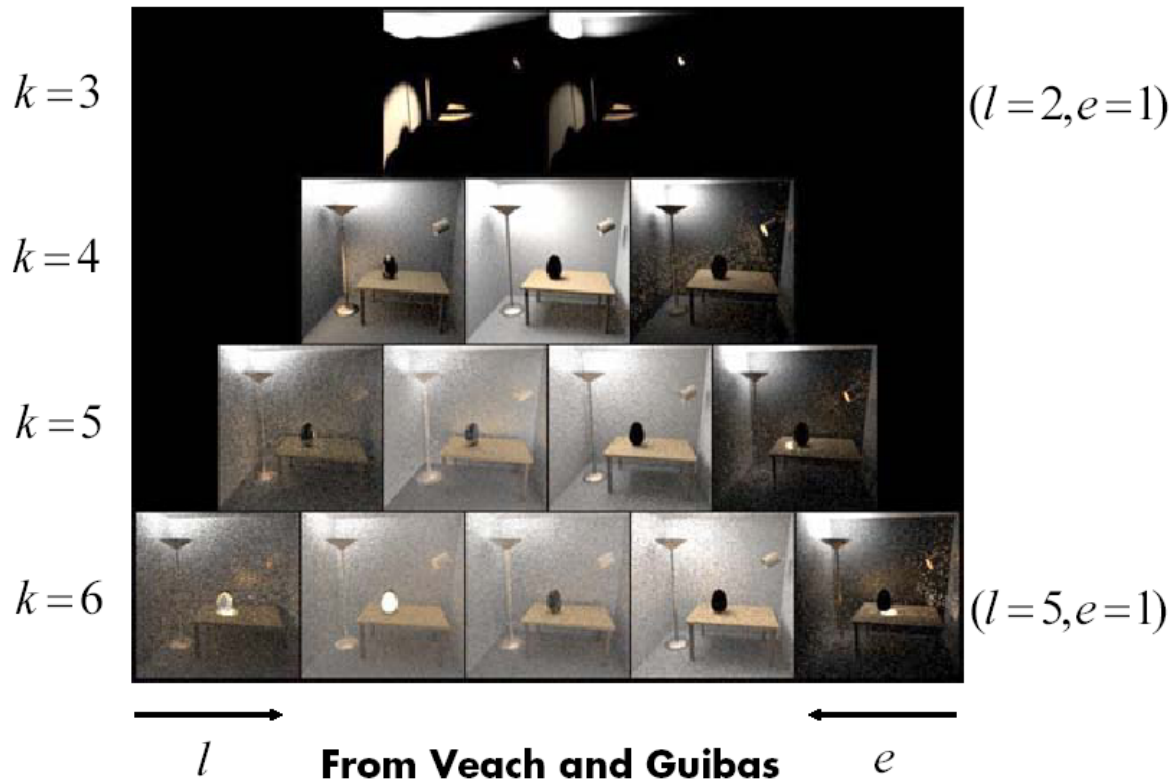 k = 3
(l = 2, e = 1)
k = 4
k = 5
k = 6
(l = 5, e = 1)
l
From Veach and Guibas
e